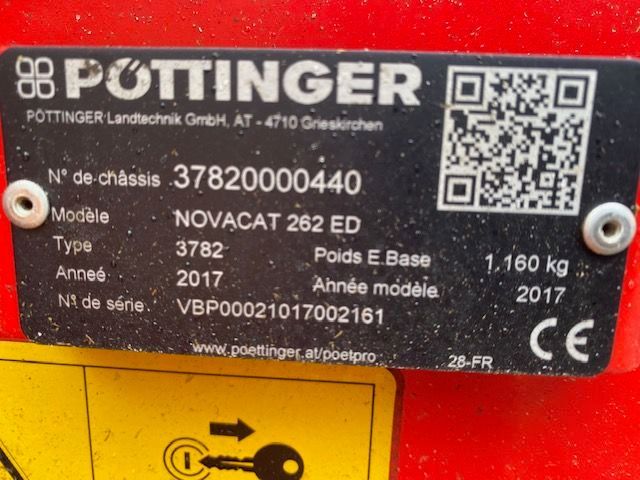 PÖTTINGER
PÖTTINGER Landtechnik GmbH, AT - 4710 Grieskirchen
N° de châssis 37820000440
Modèle NOVACAT 262 ED
Type 3782 Poids E.Base 1.160 kg
Anneé 2017 Année modèle 2017
N° de série VBP00021017002161
www.poettinger.at/poetpro 28-FR CE